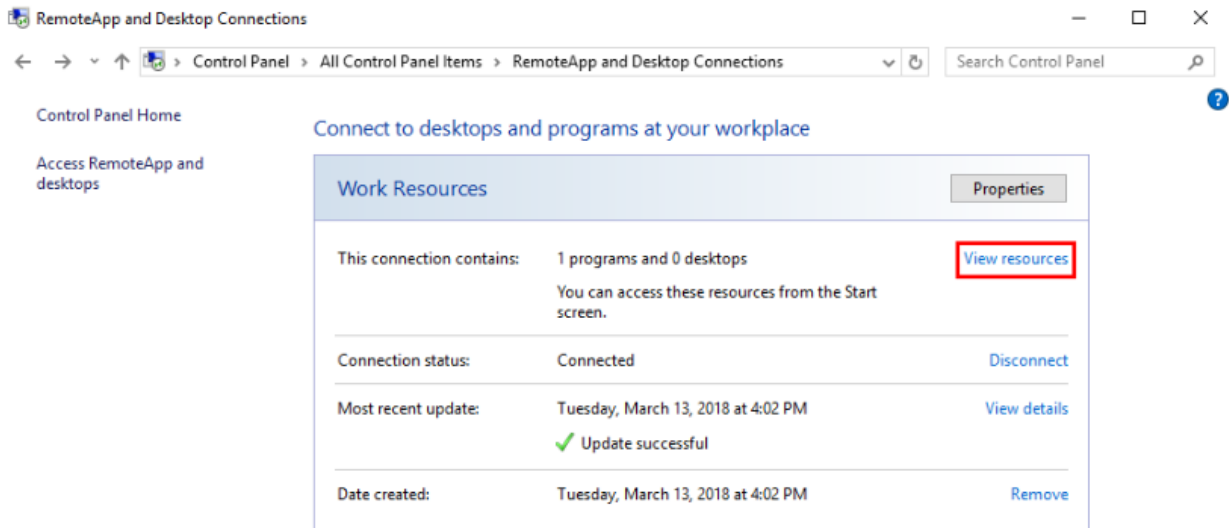 RemoteApp and Desktop Connections
Control Panel > All Control Panel Items > RemoteApp and Desktop Connections
Search Control Panel
?
Control Panel Home
Access RemoteApp and
desktops
Connect to desktops and programs at your workplace
Work Resources
Properties
This connection contains:
1 programs and 0 desktops
View resources
You can access these resources from the Start
screen.
Connection status:
Connected
Disconnect
Most recent update:
Tuesday, March 13, 2018 at 4:02 PM
View details
Update successful
Date created:
Tuesday, March 13, 2018 at 4:02 PM
Remove